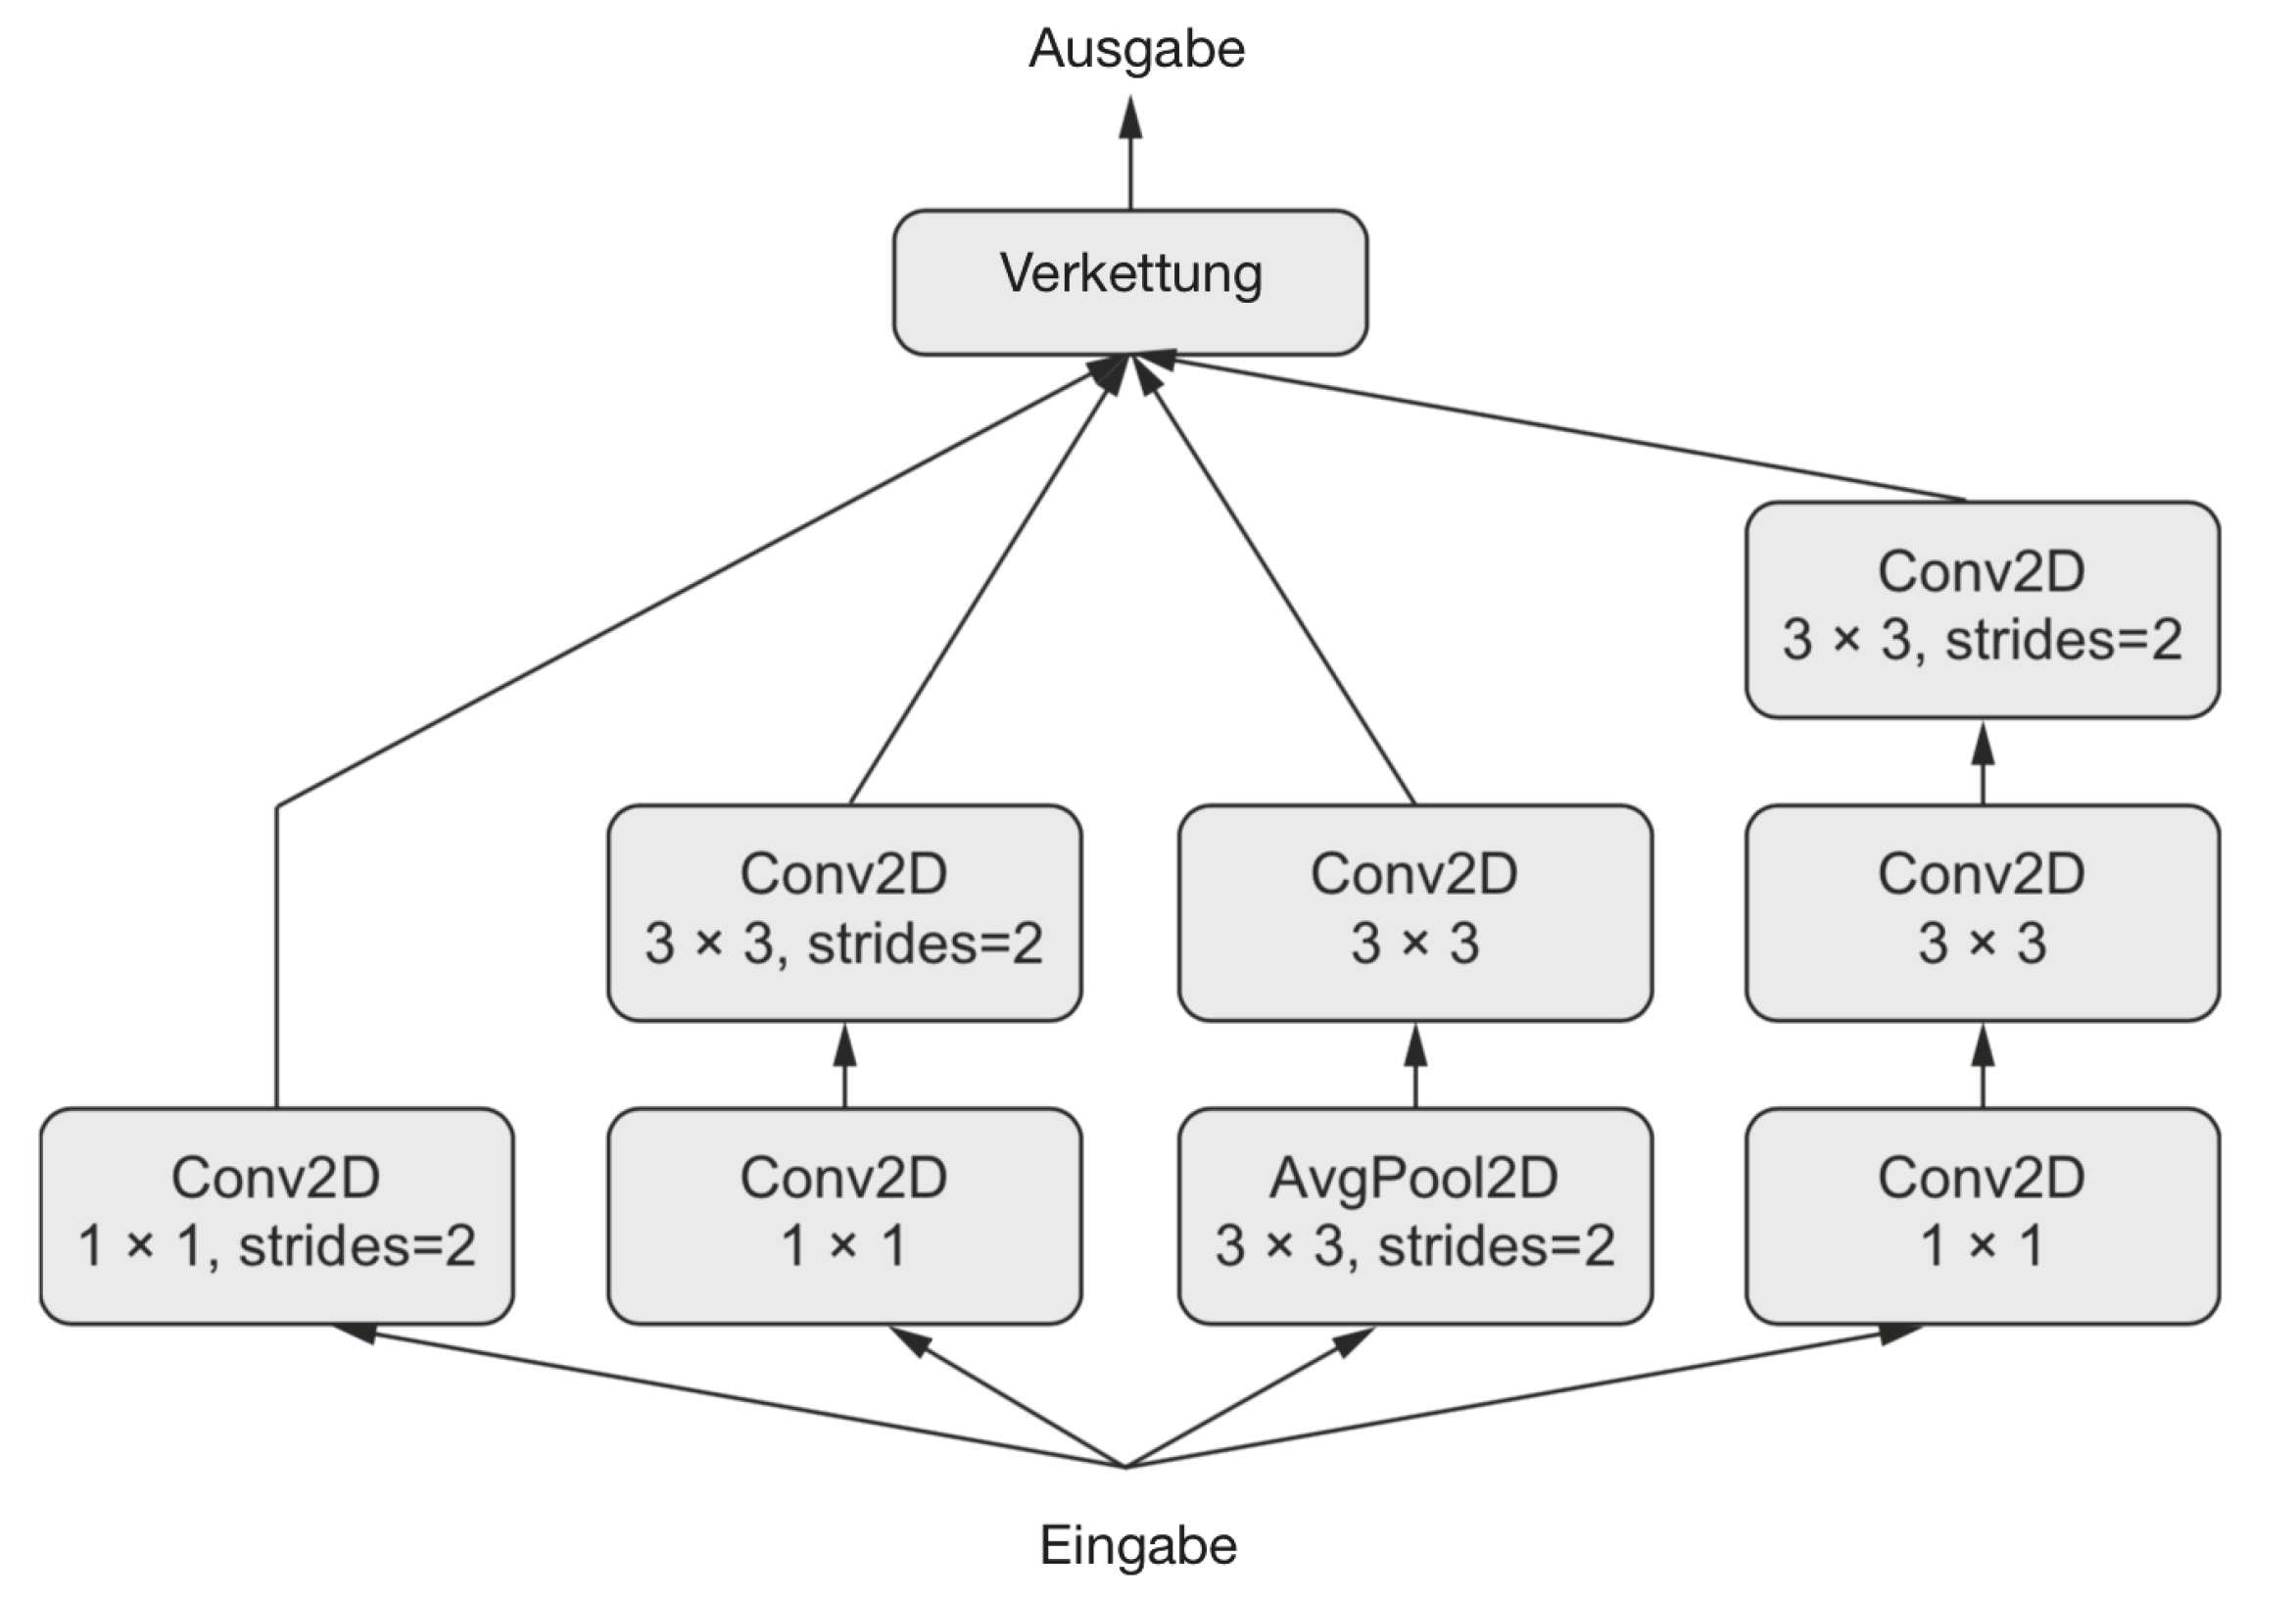 Ausgabe
Verkettung
Conv2D
3 × 3, strides=2
Conv2D
3 × 3, strides=2
Conv2D
3 × 3
Conv2D
3 × 3
Conv2D
1 × 1, strides=2
Conv2D
1 × 1
AvgPool2D
3 × 3, strides=2
Conv2D
1 × 1
Eingabe